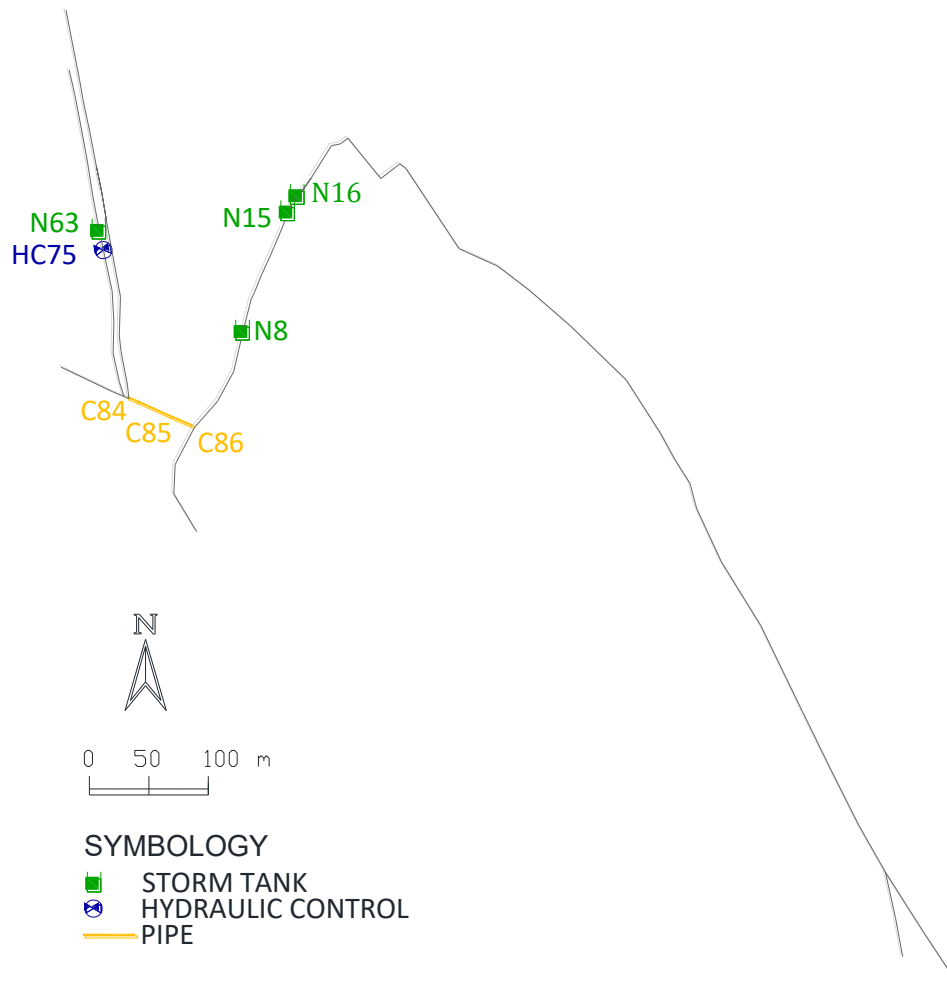 N16
N15
N63
HC75
N8
C84
C85
C86
N
0 50 100 m
SYMBOLOGY
STORM TANK
HYDRAULIC CONTROL
PIPE